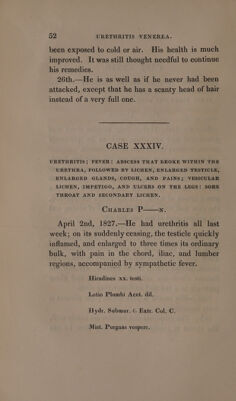 52 URETHRITIS VENEREA.
been exposed to cold or air. His health is much
improved. It was still thought needful to continue
his remedies.
26th.—He is as well as if he never had been
attacked, except that he has a scanty head of hair
instead of a very full one.
CASE XXXIV.
URETHRITIS; FEVER: ABSCESS THAT BROKE WITHIN THE
URETHRA, FOLLOWED BY LICHEN, ENLARGED TESTICLE,
ENLARGED GLANDS, COUGH, AND PAINS; VESICULAR
LICHEN, IMPETIGO, AND ULCERS ON THE LEGS: SORE
THROAT AND SECONDARY LICHEN.
CHARLES P——N.
April 2nd, 1827.—He had urethritis all last
week; on its suddenly ceasing, the testicle quickly
inflamed, and enlarged to three times its ordinary
bulk, with pain in the chord, iliac, and lumber
regions, accompanied by sympathetic fever.
Hirudines xx. testi.
Lotio Plumbi Acet. dil.
Hydr. Submur. Extr. Col. C.
Mist. Purgans vespere.